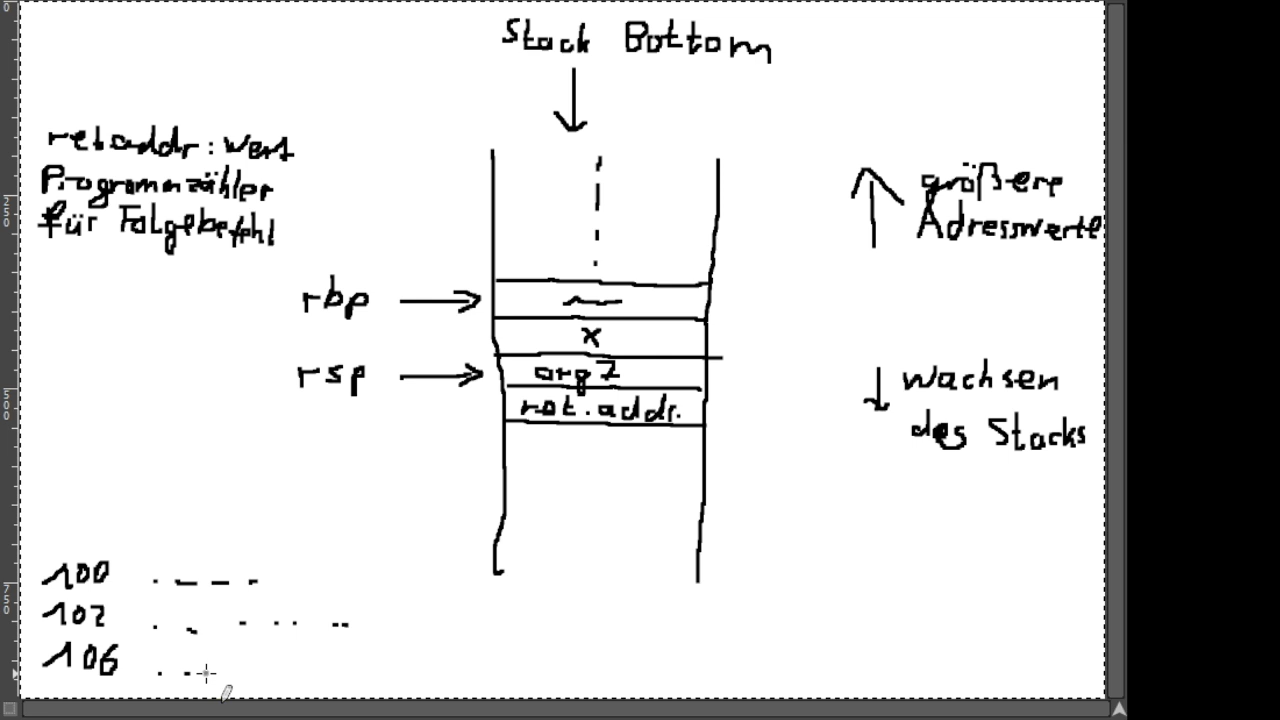 Stack Bottom
retaddr: Wert
Programmzähler
für Folgebefehl
größere
Adresswerte
rbp
x
rsp
arg 7
ret. addr.
wachsen
des Stacks
100
102
106